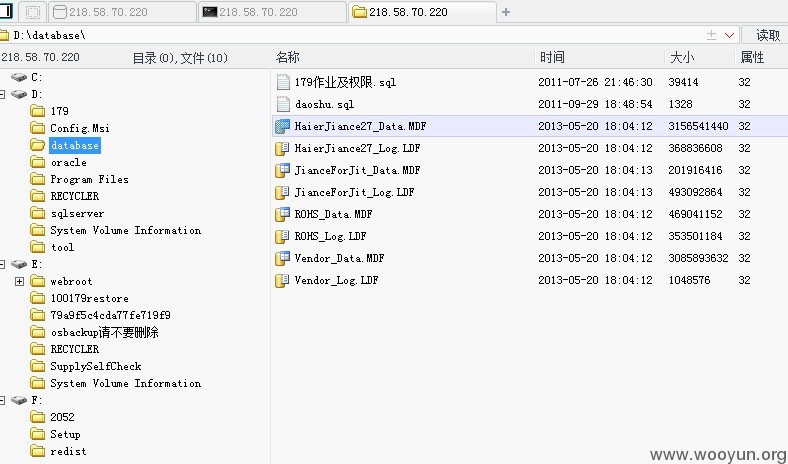 218.58.70.220 218.58.70.220 218.58.70.220 +
D:\database\ 读取
218.58.70.220 目录(0),文件(10) 名称 时间 大小 属性
C:
D:
179
Config.Msi
database
oracle
Program Files
RECYCLER
sqlserver
System Volume Information
tool
E:
webroot
100179restore
79a9f5c4cda77fe719f9
osbackup请不要删除
RECYCLER
SupplySelfCheck
System Volume Information
F:
2052
Setup
redist
179作业及权限.sql 2011-07-26 21:46:30 39414 32
daoshu.sql 2011-09-29 18:48:54 1328 32
HaierJiance27_Data.MDF 2013-05-20 18:04:12 3156541440 32
HaierJiance27_Log.LDF 2013-05-20 18:04:12 368836608 32
JianceForJit_Data.MDF 2013-05-20 18:04:13 201916416 32
JianceForJit_Log.LDF 2013-05-20 18:04:13 493092864 32
ROHS_Data.MDF 2013-05-20 18:04:12 469041152 32
ROHS_Log.LDF 2013-05-20 18:04:12 353501184 32
Vendor_Data.MDF 2013-05-20 18:04:12 3085893632 32
Vendor_Log.LDF 2013-05-20 18:04:12 1048576 32
www.wooyun.org